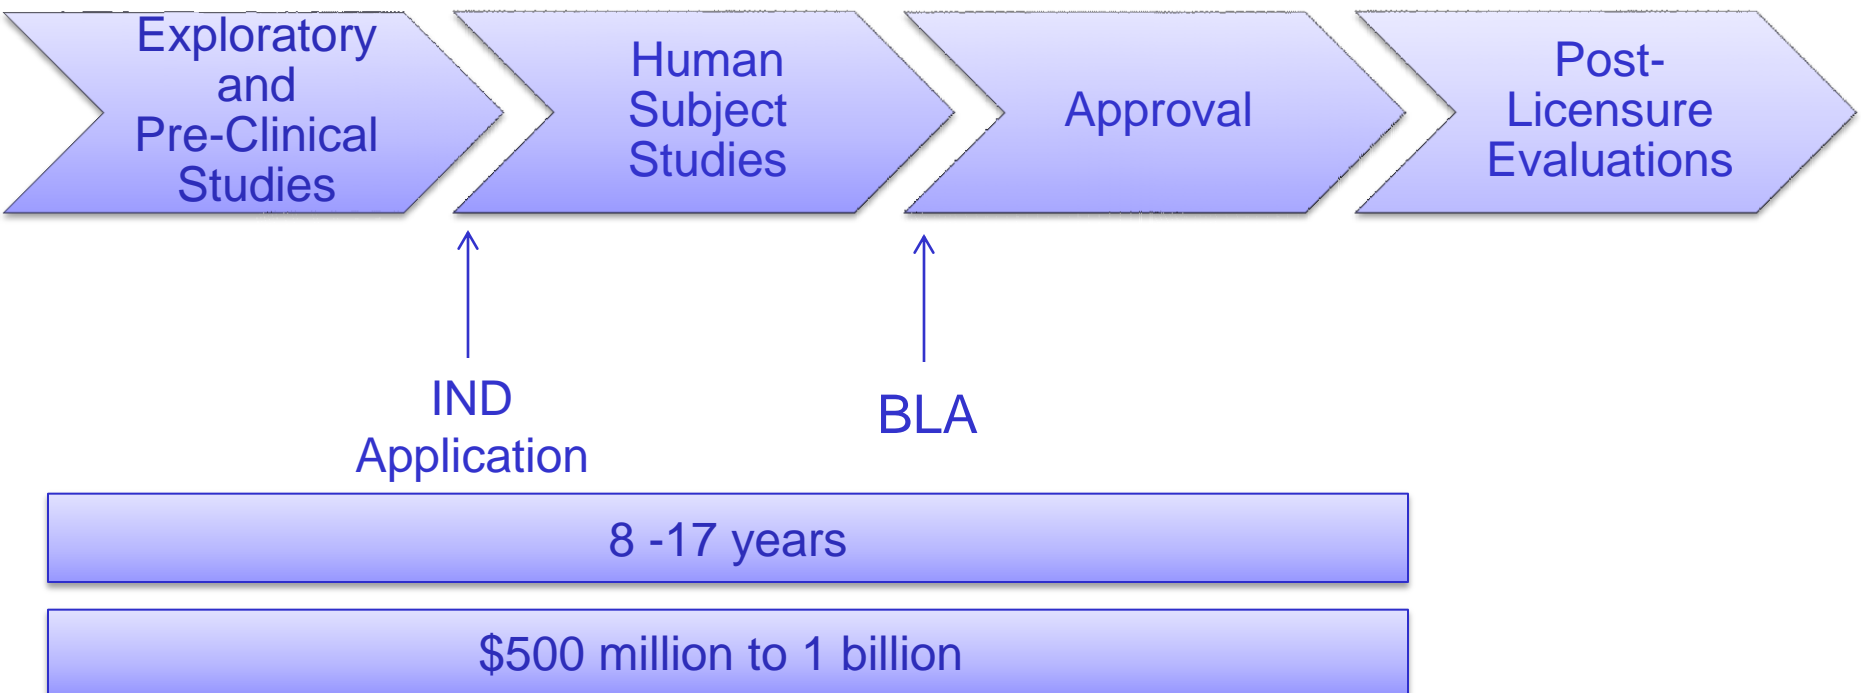 Exploratory
and
Pre-Clinical
Studies
Human
Subject
Studies
Approval
Post-
Licensure
Evaluations
IND
Application
BLA
8 -17 years
$500 million to 1 billion